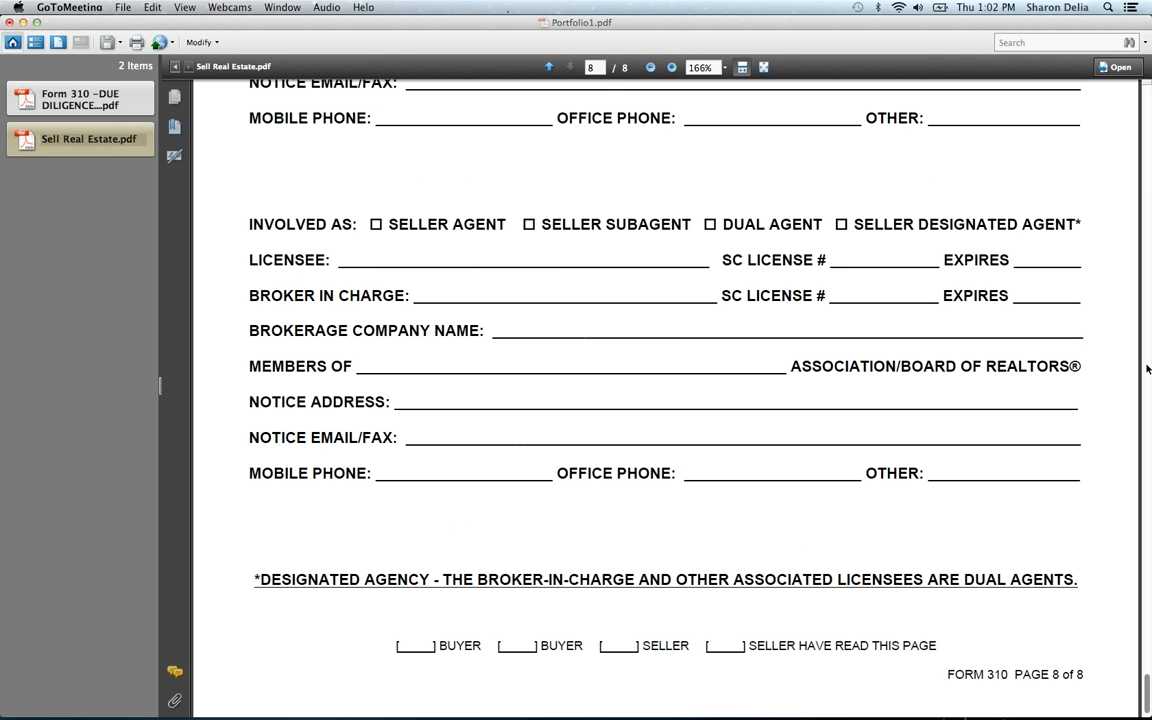 GoToMeeting File Edit View Webcams Window Audio Help Thu 1:02 PM Sharon Delia
Portfolio1.pdf
Modify Search
2 Items Sell Real Estate.pdf 8 / 8 166% Open
Form 310 -DUE
DILIGENCE....pdf
Sell Real Estate.pdf
NOTICE EMAIL/FAX:
MOBILE PHONE: OFFICE PHONE: OTHER:
INVOLVED AS: ☐ SELLER AGENT ☐ SELLER SUBAGENT ☐ DUAL AGENT ☐ SELLER DESIGNATED AGENT*
LICENSEE: SC LICENSE # EXPIRES
BROKER IN CHARGE: SC LICENSE # EXPIRES
BROKERAGE COMPANY NAME:
MEMBERS OF ASSOCIATION/BOARD OF REALTORS®
NOTICE ADDRESS:
NOTICE EMAIL/FAX:
MOBILE PHONE: OFFICE PHONE: OTHER:
*DESIGNATED AGENCY - THE BROKER-IN-CHARGE AND OTHER ASSOCIATED LICENSEES ARE DUAL AGENTS.
[____] BUYER [____] BUYER [____] SELLER [____] SELLER HAVE READ THIS PAGE
FORM 310 PAGE 8 of 8